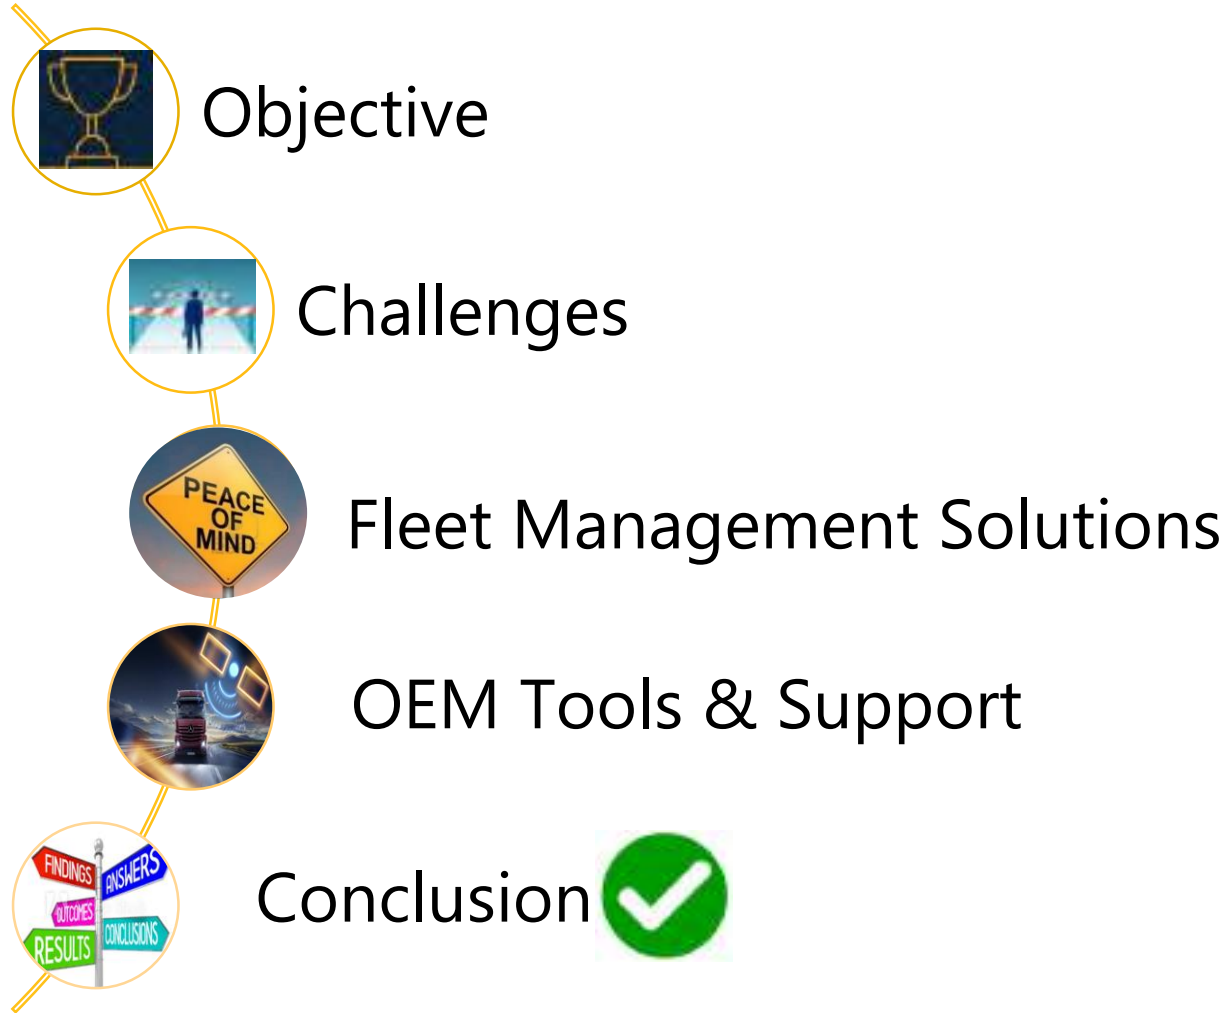 Objective
Challenges
PEACE
OF
MIND
Fleet Management Solutions
OEM Tools & Support
FINDINGS
ANSWERS
OUTCOMES
CONCLUSIONS
RESULTS
Conclusion